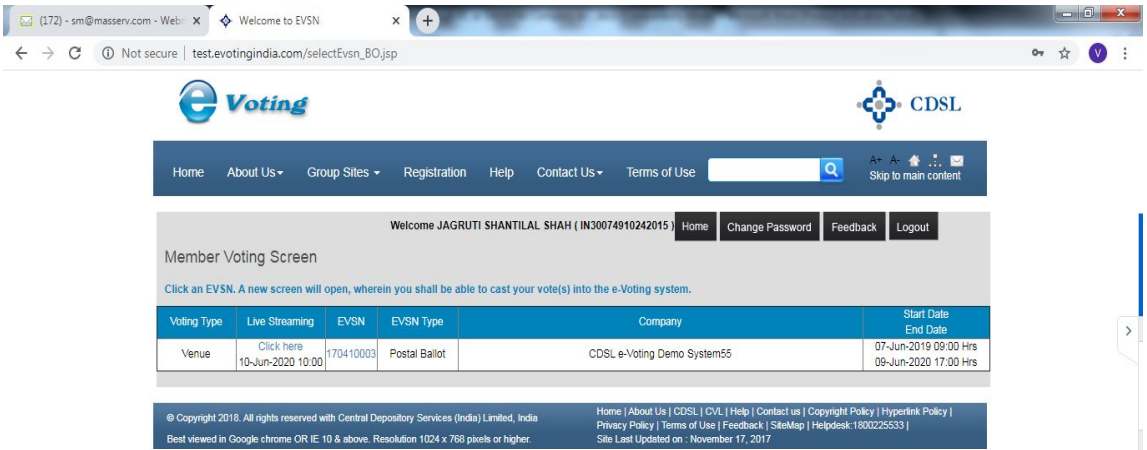 (172) - sm@masserv.com - Webm
Welcome to EVSN
Not secure | test.evotingindia.com/selectEvsn_BO.jsp
V
e Voting
CDSL
Home About Us Group Sites Registration Help Contact Us Terms of Use
A+ A-
Skip to main content
Welcome JAGRUTI SHANTILAL SHAH ( IN30074910242015 ) Home Change Password Feedback Logout
Member Voting Screen
Click an EVSN. A new screen will open, wherein you shall be able to cast your vote(s) into the e-Voting system.
Voting Type Live Streaming EVSN EVSN Type Company Start Date
End Date
Venue Click here 170410003 Postal Ballot CDSL e-Voting Demo System55 07-Jun-2019 09:00 Hrs
10-Jun-2020 10:00 09-Jun-2020 17:00 Hrs
© Copyright 2018. All rights reserved with Central Depository Services (India) Limited, India
Best viewed in Google chrome OR IE 10 & above. Resolution 1024 x 768 pixels or higher.
Home | About Us | CDSL | CVL | Help | Contact us | Copyright Policy | Hyperlink Policy |
Privacy Policy | Terms of Use | Feedback | SiteMap | Helpdesk:1800225533 |
Site Last Updated on : November 17, 2017